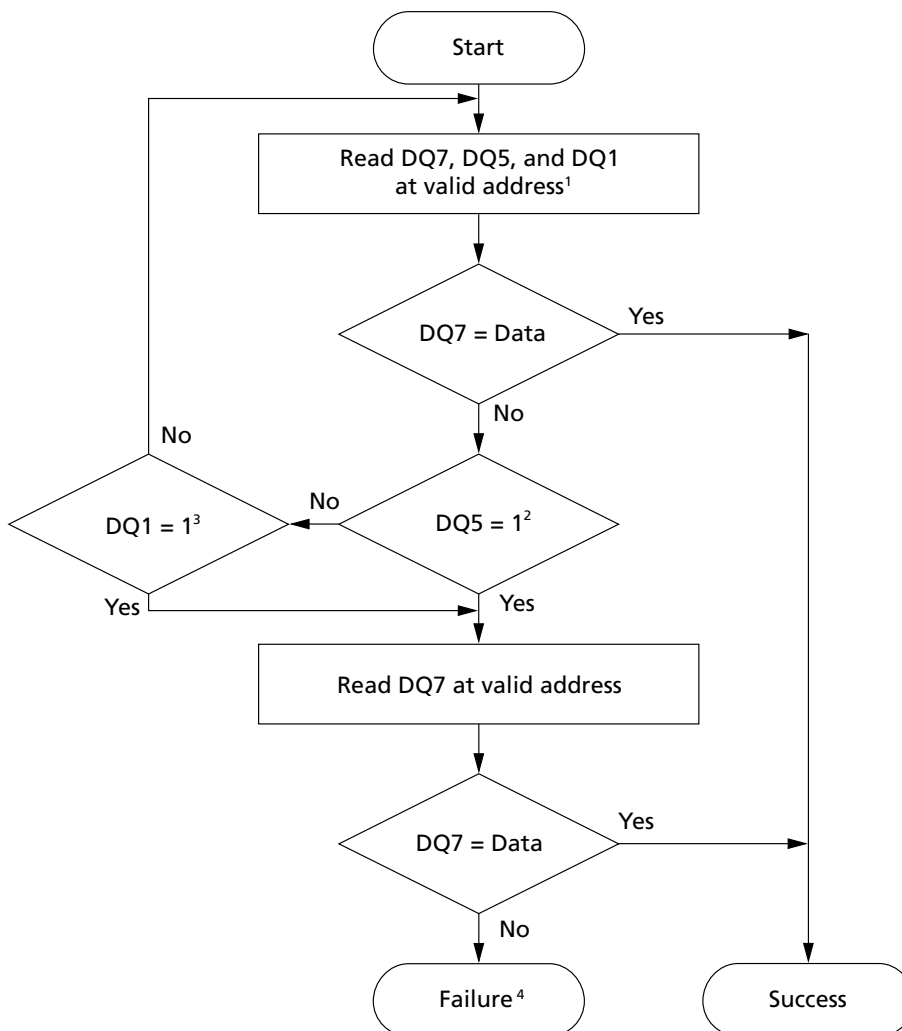 Start
Read DQ7, DQ5, and DQ1
at valid address¹
DQ7 = Data
Yes
No
No
No
DQ1 = 1³
DQ5 = 1²
Yes
Yes
Read DQ7 at valid address
DQ7 = Data
Yes
No
Failure⁴
Success